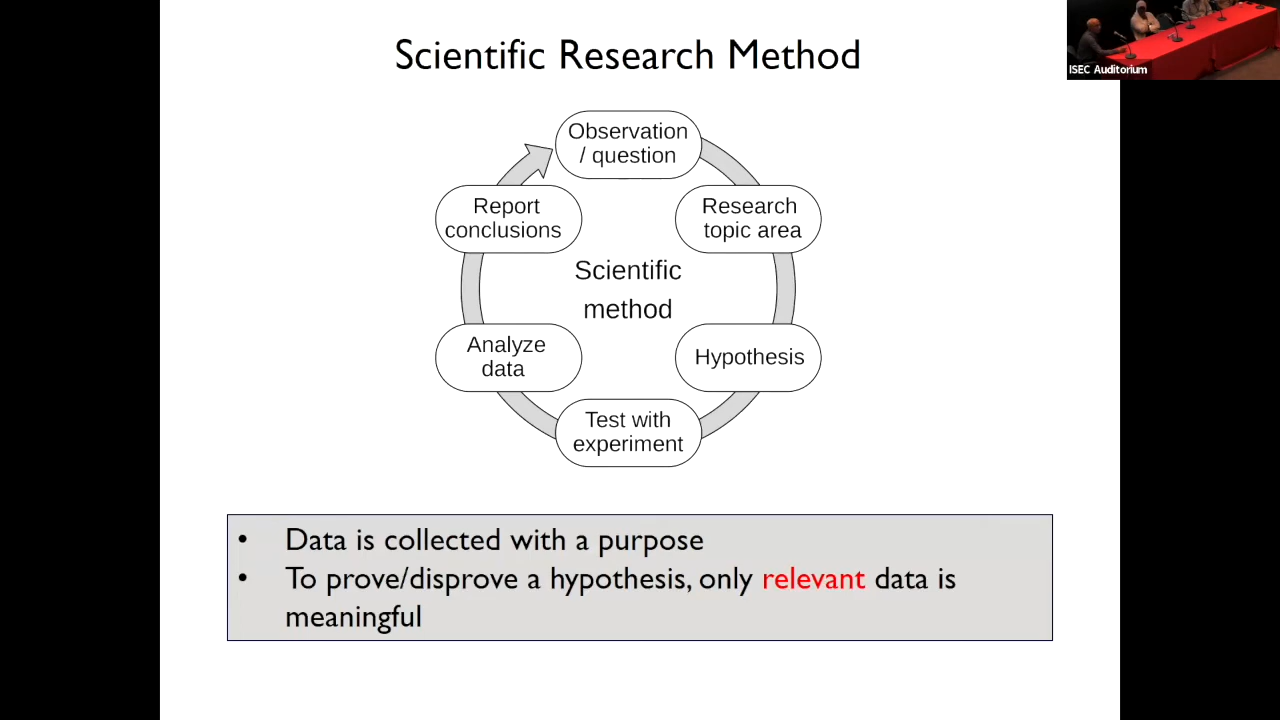 Scientific Research Method
ISEC Auditorium
Observation
/ question
Research
topic area
Hypothesis
Test with
experiment
Analyze
data
Report
conclusions
Scientific
method
• Data is collected with a purpose
• To prove/disprove a hypothesis, only relevant data is
meaningful